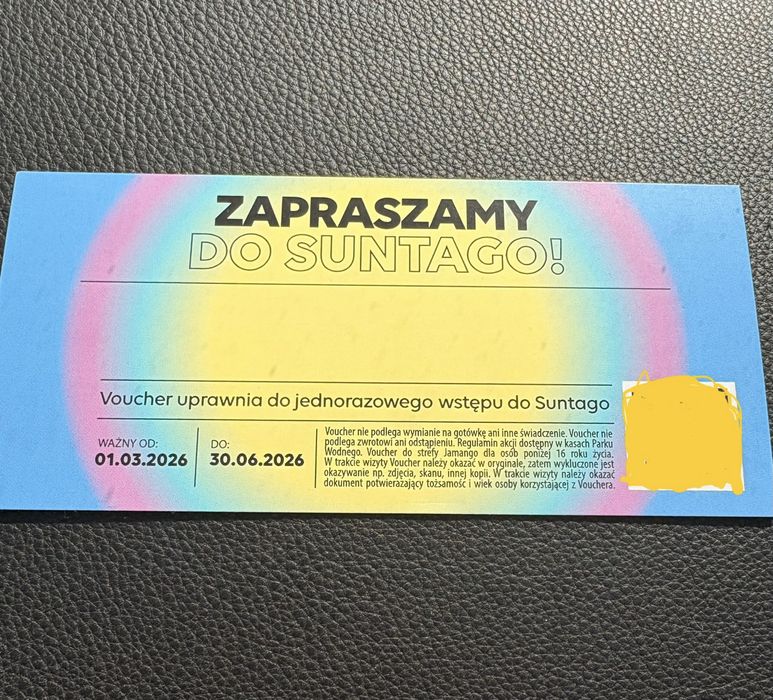 ZAPRASZAMY
DO SUNTAGO!
Voucher uprawnia do jednorazowego wstępu do Suntago
WAŻNY OD:
01.03.2026
DO:
30.06.2026
Voucher nie podlega wymianie na gotówkę ani inne świadczenie. Voucher nie
podlega zwrotowi ani odstąpieniu. Regulamin akcji dostępny w kasach Parku
Wodnego. Voucher do strefy Jamango dla osób poniżej 16 roku życia.
W trakcie wizyty Voucher należy okazać w oryginale, zatem wykluczone jest
okazywanie np. zdjęcia, skanu, innej kopii. W trakcie wizyty należy okazać
dokument potwierzający tożsamość i wiek osoby korzystającej z Vouchera.